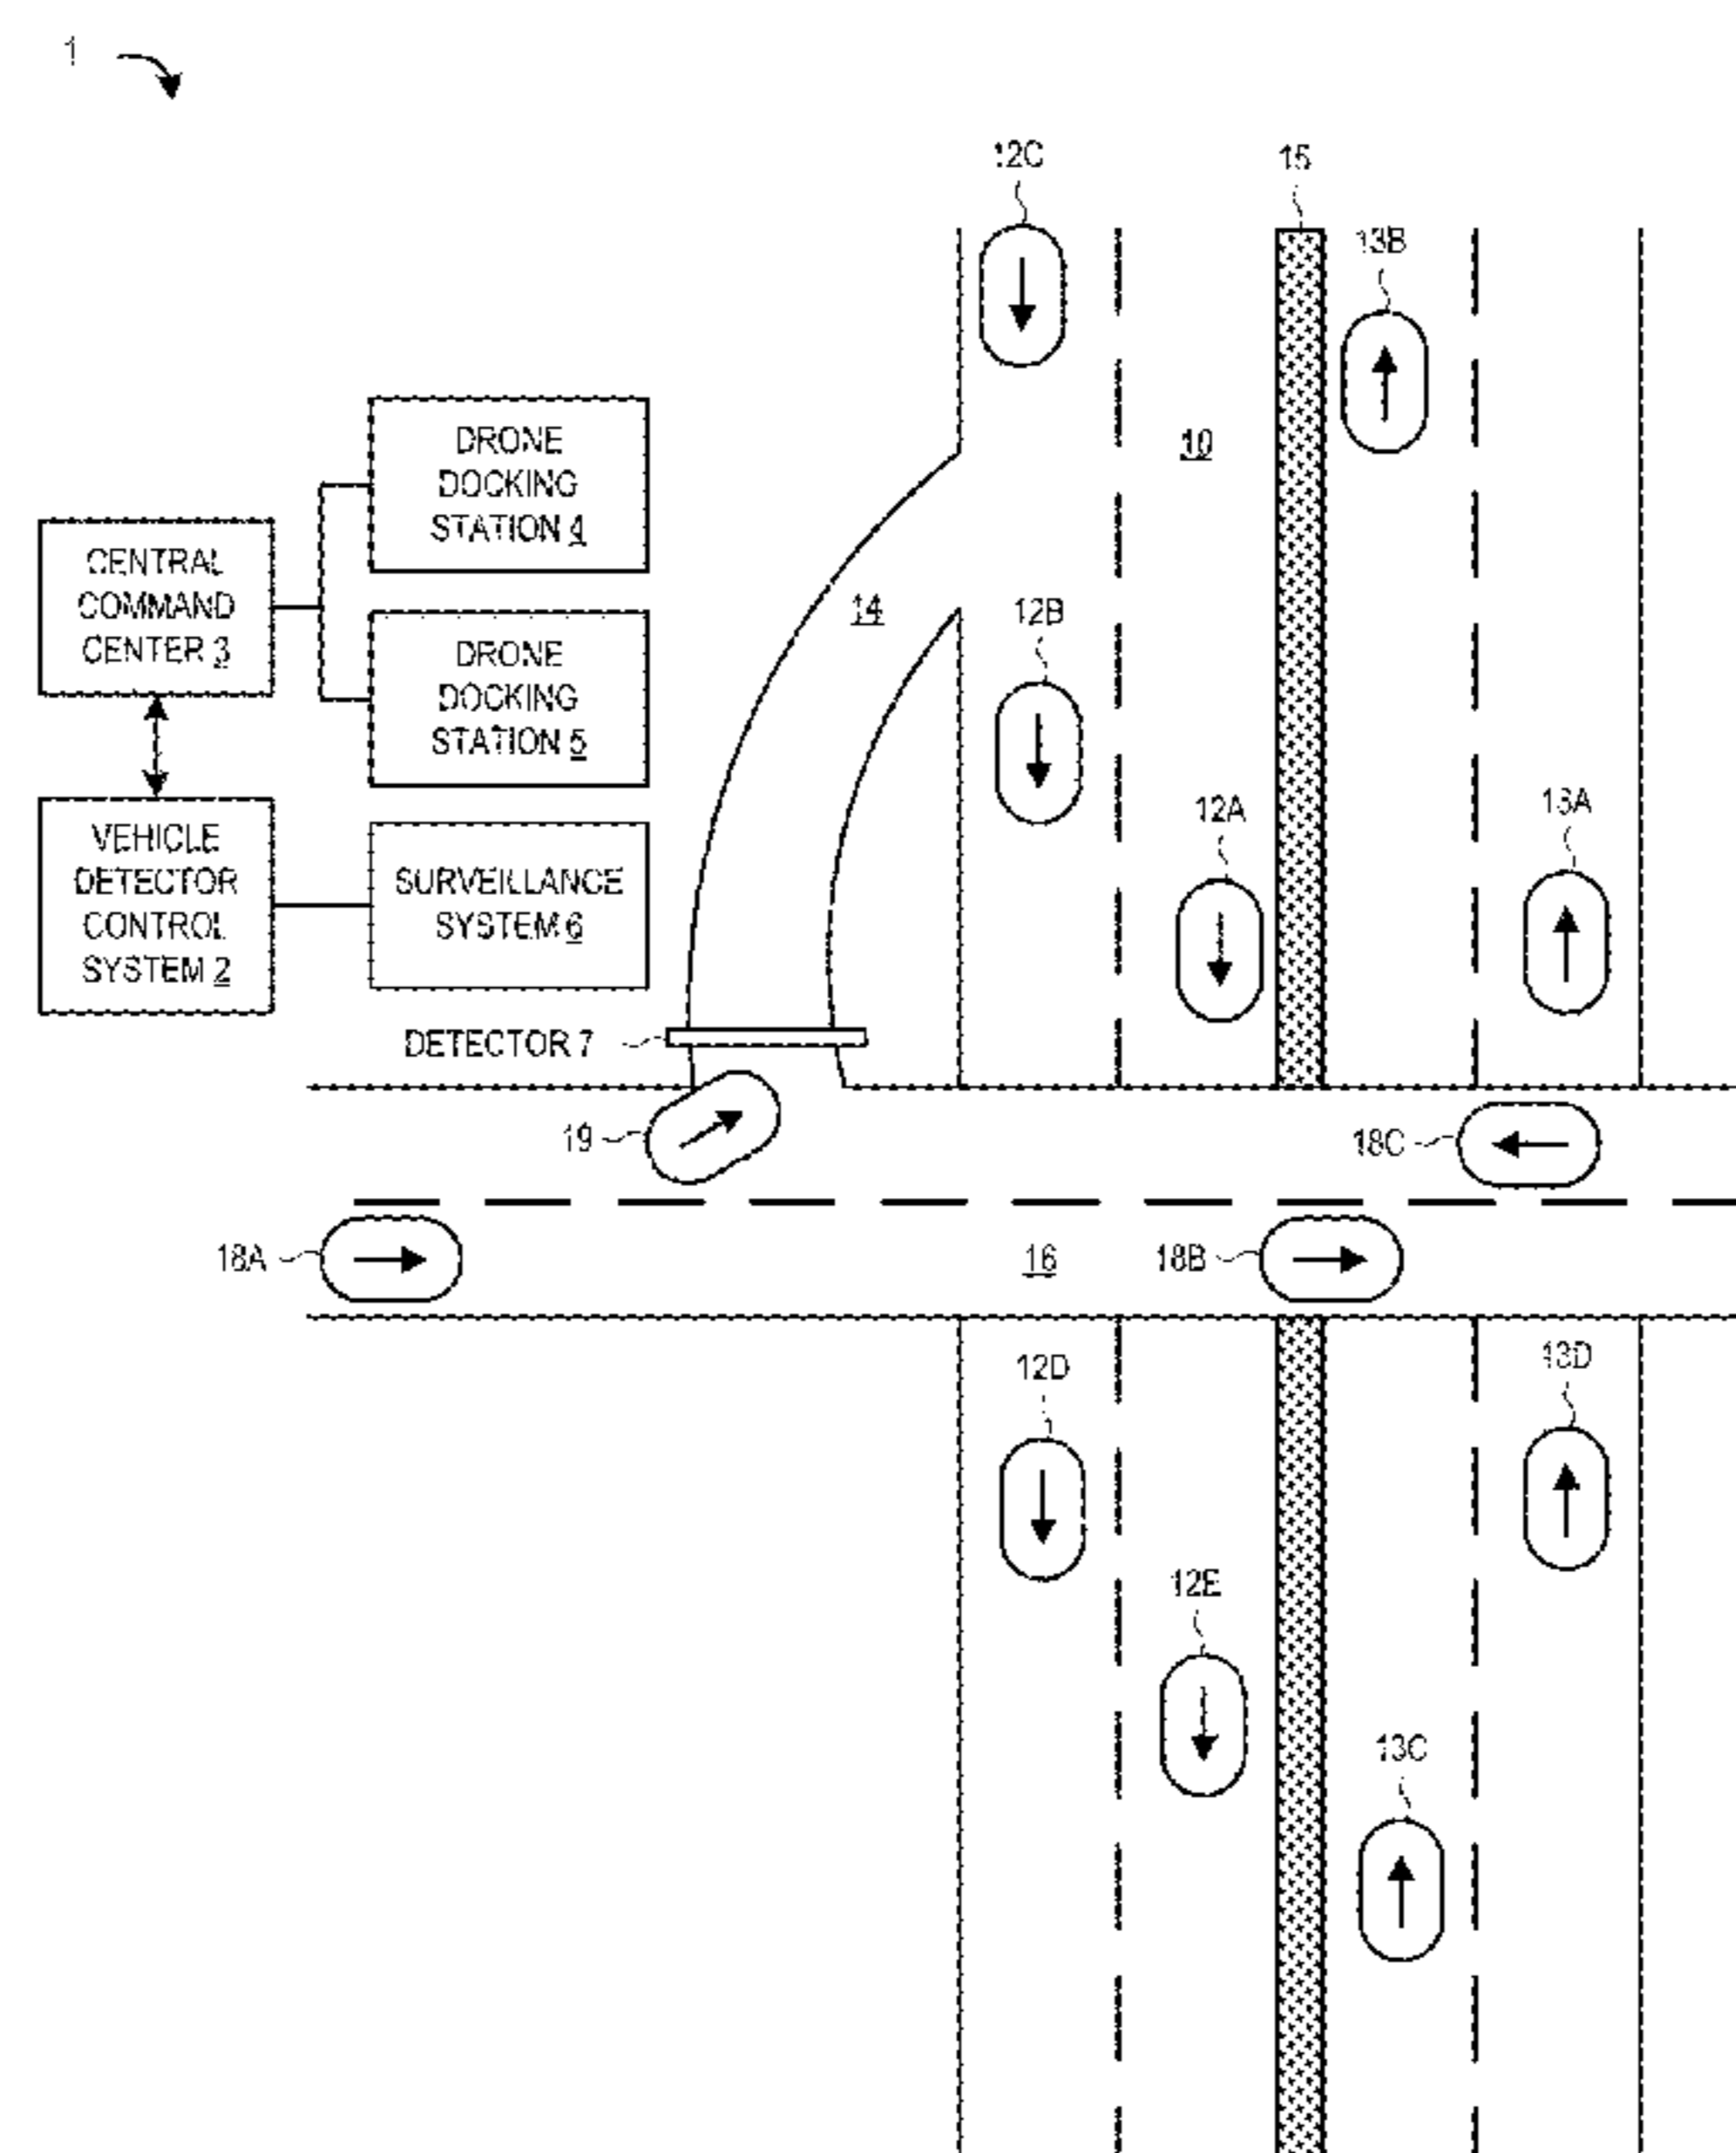 1
12C
15
13B
10
DRONE
DOCKING
STATION 4
CENTRAL
COMMAND
CENTER 3
14
12B
DRONE
DOCKING
STATION 5
12A
13A
VEHICLE
DETECTOR
CONTROL
SYSTEM 2
SURVEILLANCE
SYSTEM 6
DETECTOR 7
19
18C
18A
16
18B
12D
13D
12E
13C